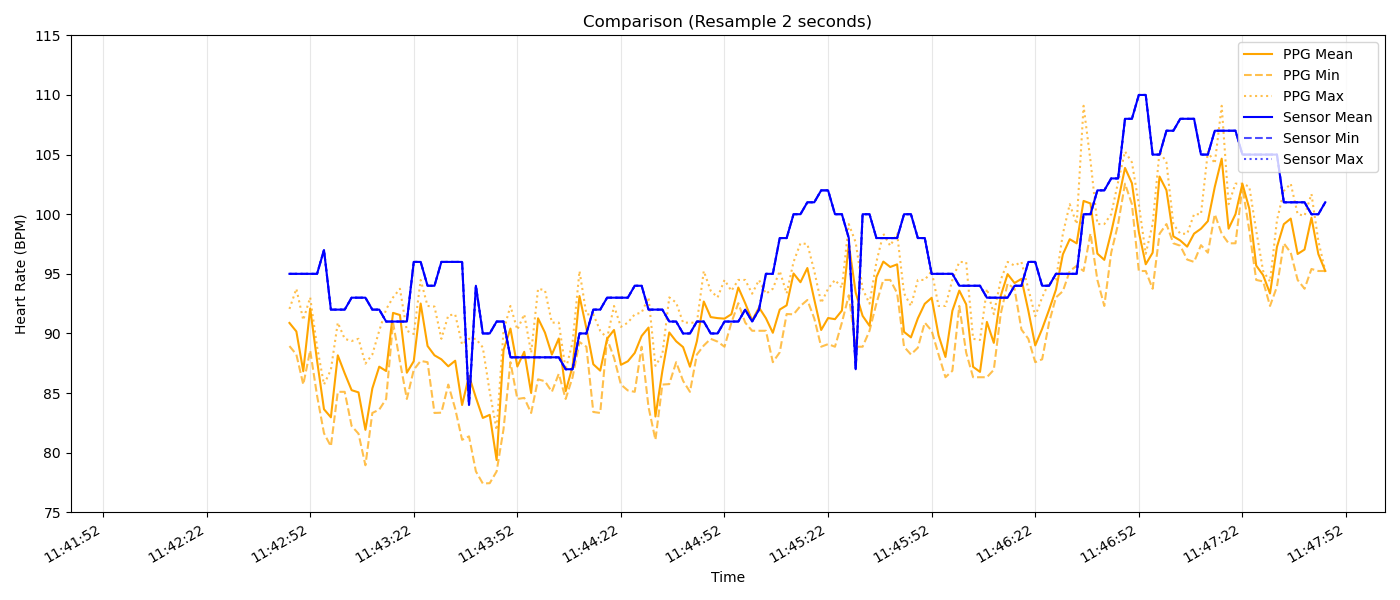 Comparison (Resample 2 seconds)
115
110
105
100
95
90
85
80
75
Heart Rate (BPM)
PPG Mean
PPG Min
PPG Max
Sensor Mean
Sensor Min
Sensor Max
11:41:52
11:42:22
11:42:52
11:43:22
11:43:52
11:44:22
11:44:52
11:45:22
11:45:52
11:46:22
11:46:52
11:47:22
11:47:52
Time